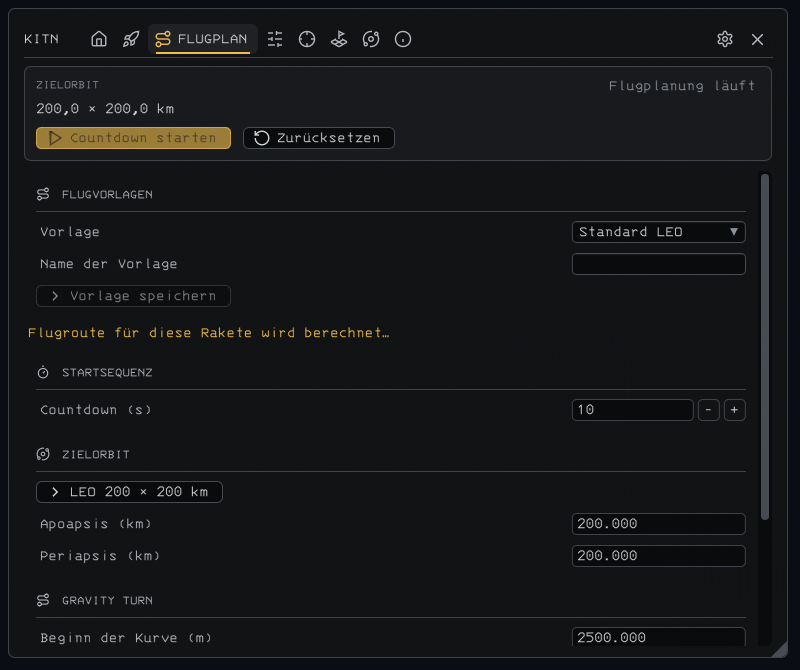 KITN FLUGPLAN
ZIELORBIT
Flugplanung läuft
200,0 × 200,0 km
Countdown starten Zurücksetzen
FLUGVORLAGEN
Vorlage Standard LEO
Name der Vorlage
Vorlage speichern
Flugroute für diese Rakete wird berechnet…
STARTSEQUENZ
Countdown (s) 10 - +
ZIELORBIT
LEO 200 × 200 km
Apoapsis (km) 200.000
Periapsis (km) 200.000
GRAVITY TURN
Beginn der Kurve (m) 2500.000